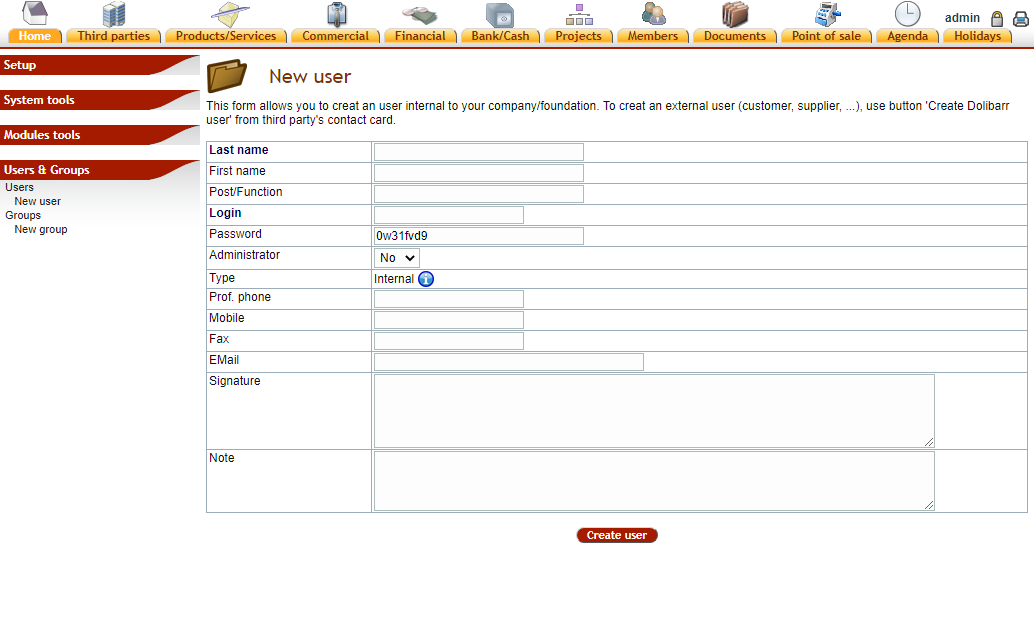 admin
Home Third parties Products/Services Commercial Financial Bank/Cash Projects Members Documents Point of sale Agenda Holidays
Setup
System tools
Modules tools
Users & Groups
Users
New user
Groups
New group
New user
This form allows you to creat an user internal to your company/foundation. To creat an external user (customer, supplier, ...), use button 'Create Dolibarr
user' from third party's contact card.
Last name
First name
Post/Function
Login
Password 0w31fvd9
Administrator No
Type Internal
Prof. phone
Mobile
Fax
EMail
Signature
Note
Create user